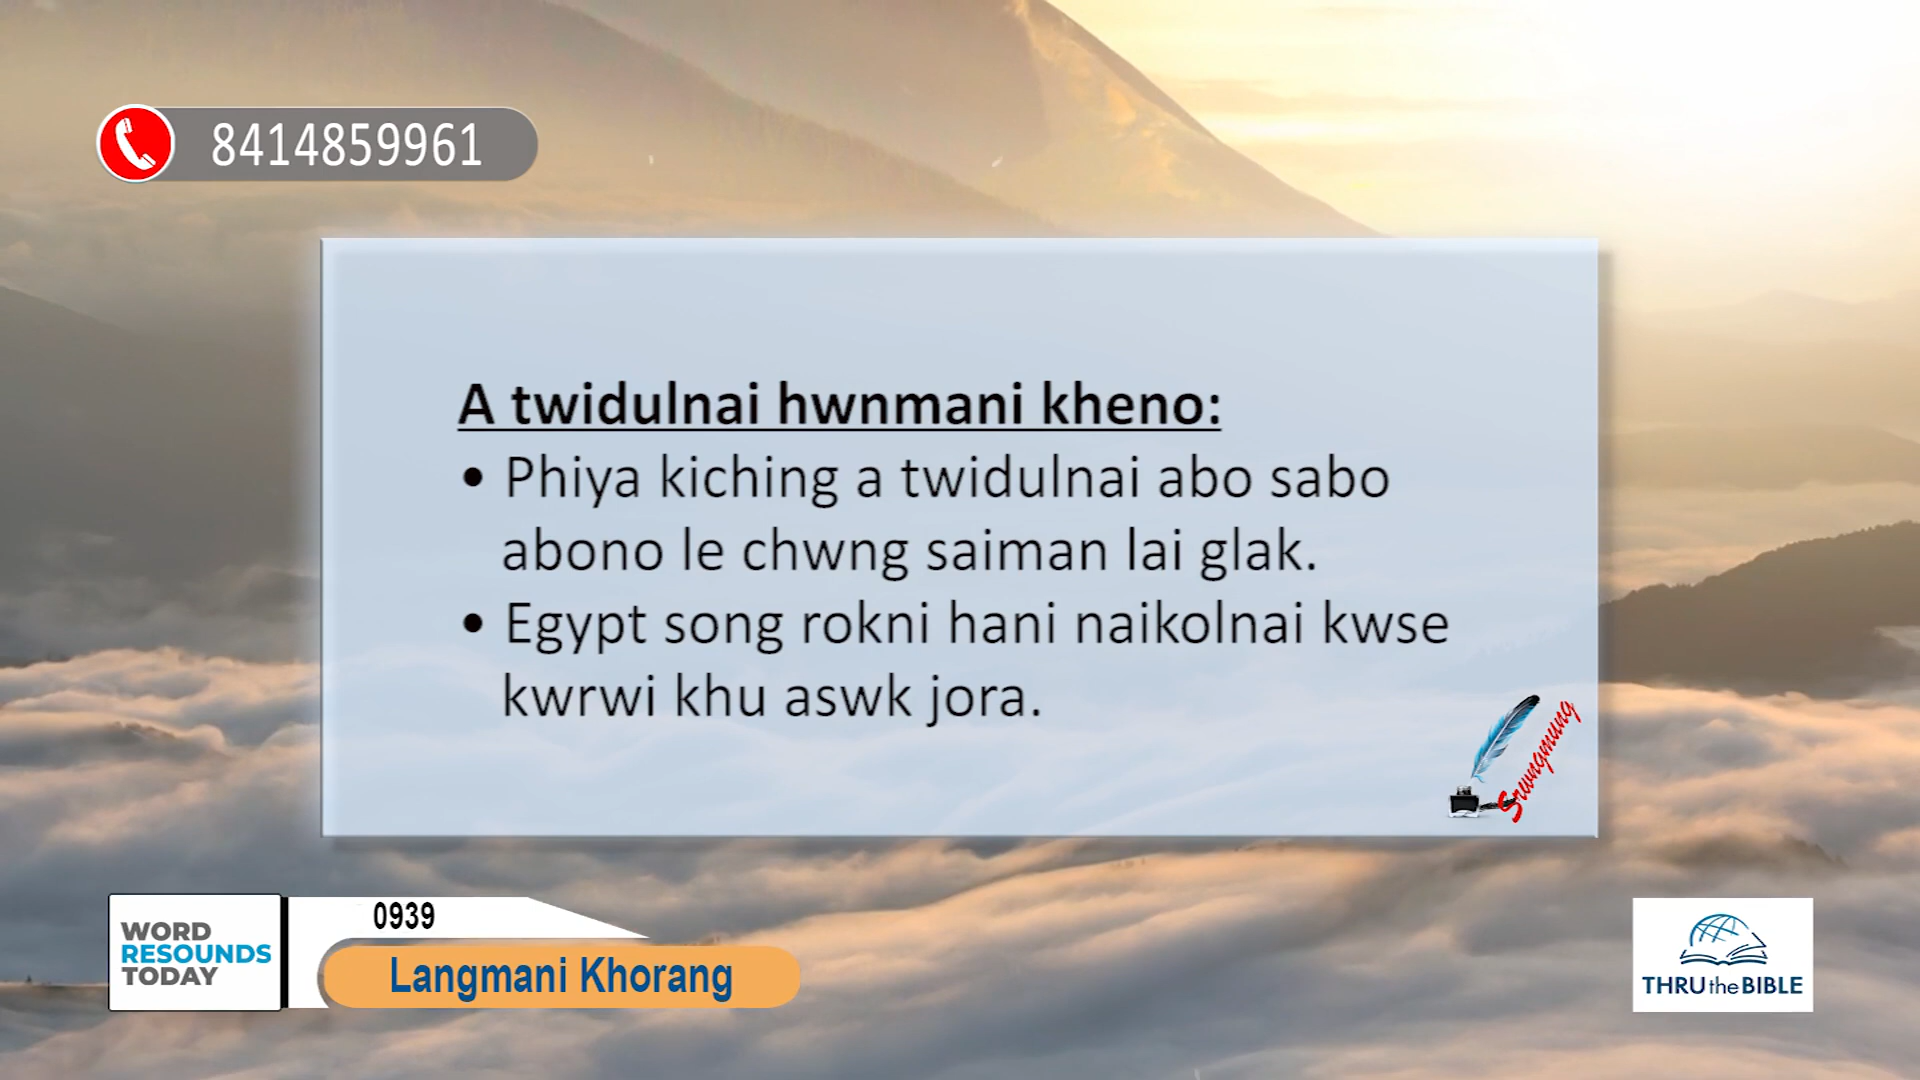 8414859961
A twidulnai hwnmani kheno:
• Phiya kiching a twidulnai abo sabo
abono le chwng saiman lai glak.
• Egypt song rokni hani naikolnai kwse
kwrwi khu aswk jora.
Srwngmung
WORD
RESOUNDS
TODAY
0939
Langmani Khorang
THRU the BIBLE